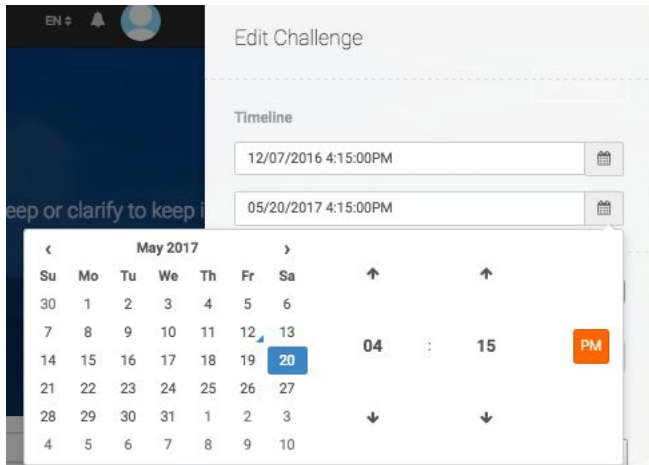 EN
Edit Challenge
Timeline
12/07/2016 4:15:00PM
05/20/2017 4:15:00PM
eep or clarify to keep i
‹ May 2017 ›
Su Mo Tu We Th Fr Sa
30 1 2 3 4 5 6
7 8 9 10 11 12 13
14 15 16 17 18 19 20
21 22 23 24 25 26 27
28 29 30 31 1 2 3
4 5 6 7 8 9 10
04 : 15 PM